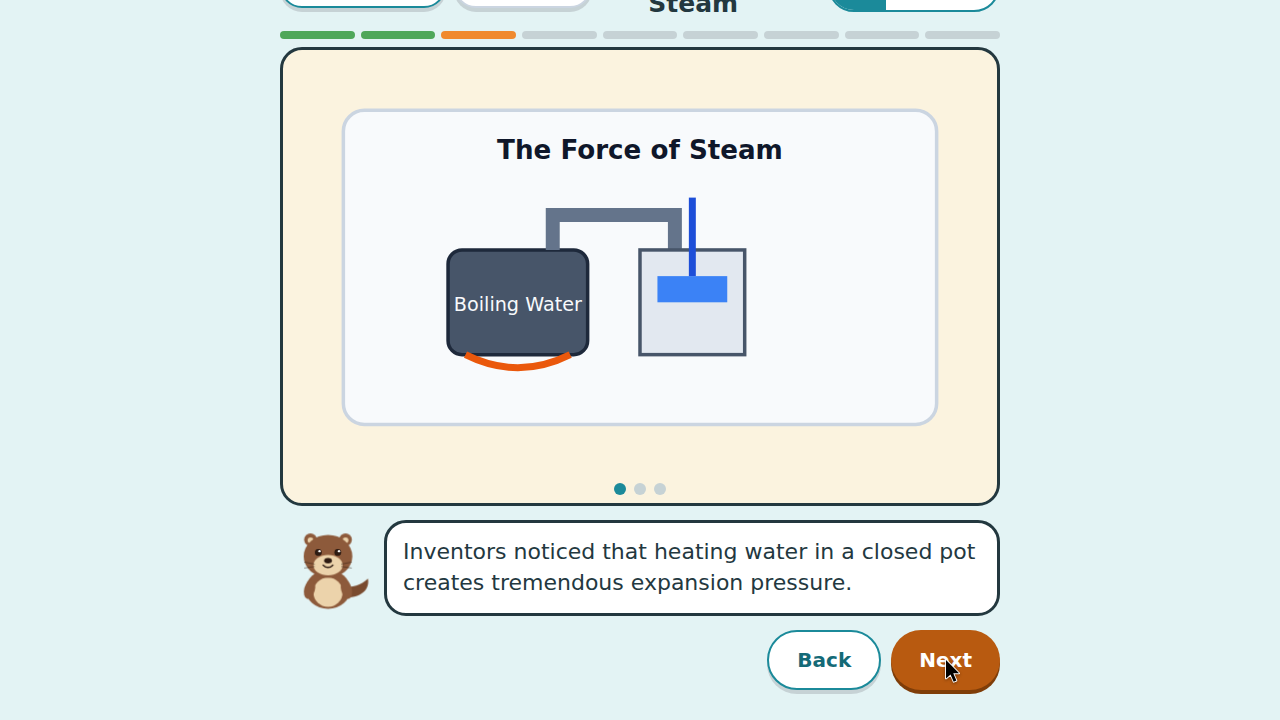 Steam
The Force of Steam
Boiling Water
Inventors noticed that heating water in a closed pot
creates tremendous expansion pressure.
Back
Next